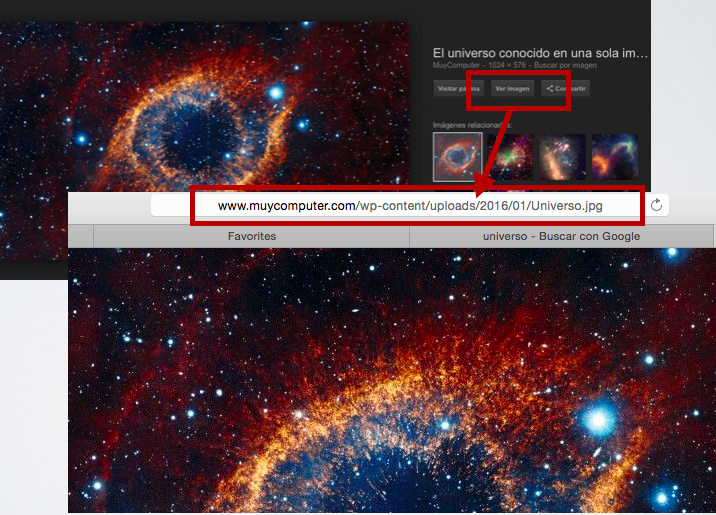 El universo conocido en una sola im...
MuyComputer - 1024 × 576 - Buscar por imagen
Visitar página
Ver imagen
Compartir
Imágenes relacionadas:
www.muycomputer.com/wp-content/uploads/2016/01/Universo.jpg
Favorites
universo - Buscar con Google